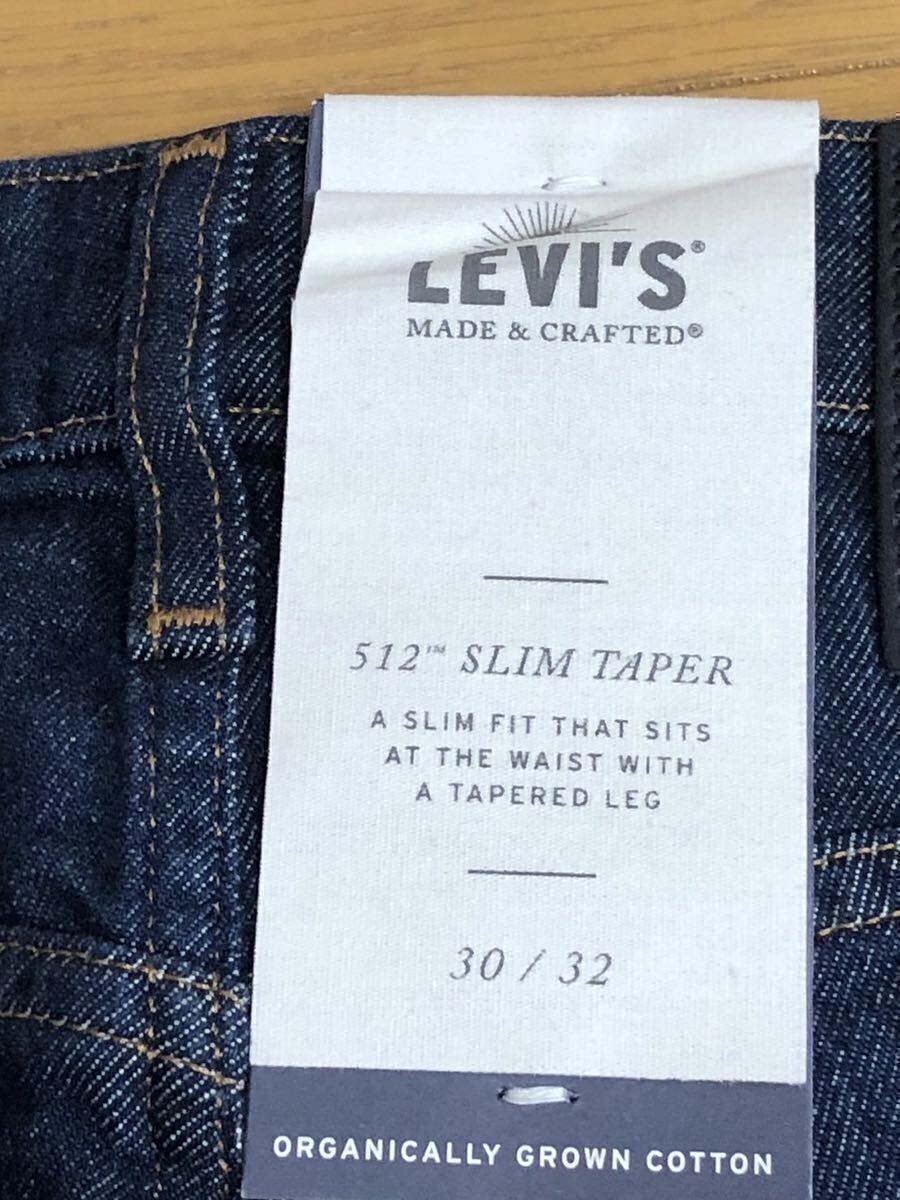 LEVI'S®
MADE & CRAFTED®
512™ SLIM TAPER
A SLIM FIT THAT SITS
AT THE WAIST WITH
A TAPERED LEG
30 / 32
ORGANICALLY GROWN COTTON